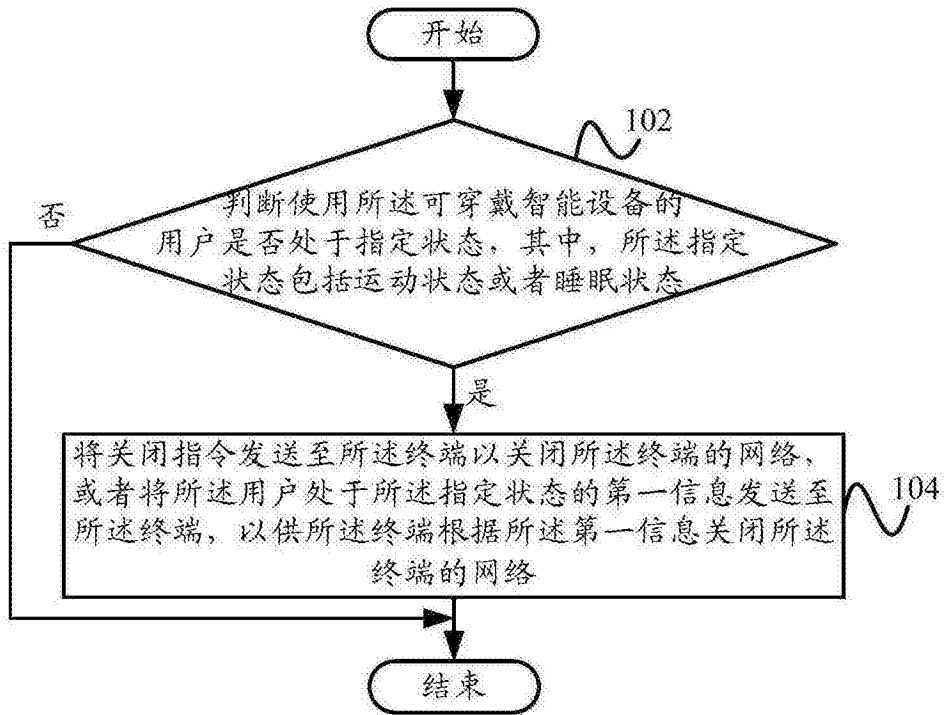 开始
102
否
判断使用所述可穿戴智能设备的
用户是否处于指定状态，其中，所述指定
状态包括运动状态或者睡眠状态
是
将关闭指令发送至所述终端以关闭所述终端的网络，
或者将所述用户处于所述指定状态的第一信息发送至
所述终端，以供所述终端根据所述第一信息关闭所述
终端的网络
104
结束